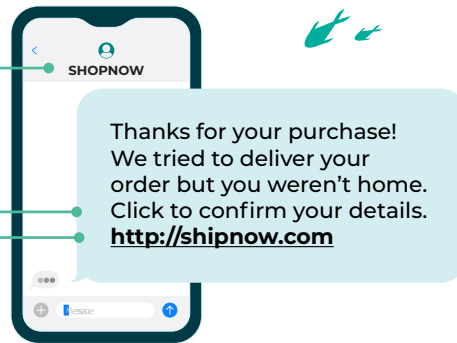 SHOPNOW
Thanks for your purchase!
We tried to deliver your
order but you weren’t home.
Click to confirm your details.
http://shipnow.com